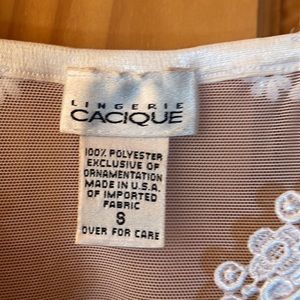 LINGERIE
CACIQUE
100% POLYESTER
EXCLUSIVE OF
ORNAMENTATION
MADE IN U.S.A.
OF IMPORTED
FABRIC
S
OVER FOR CARE